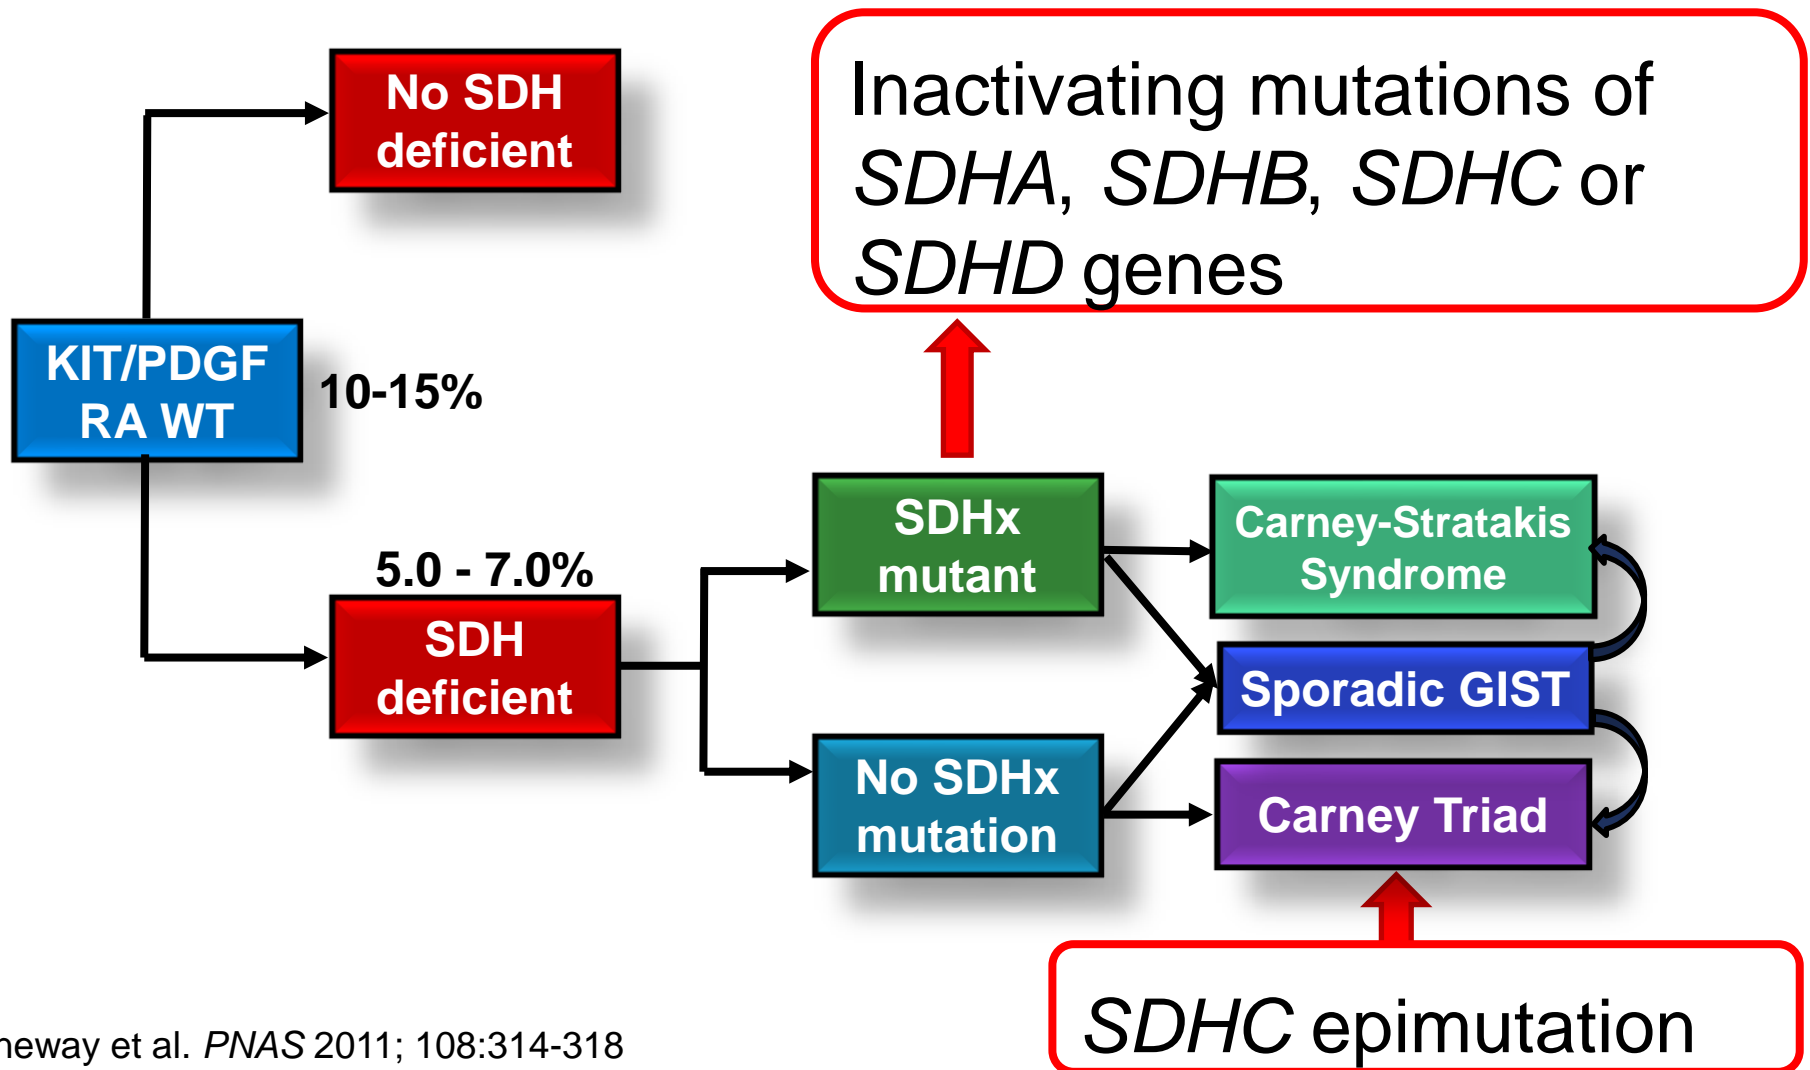 No SDH
deficient
Inactivating mutations of
SDHA, SDHB, SDHC or
SDHD genes
KIT/PDGF
RA WT
10-15%
5.0 - 7.0%
SDH
deficient
SDHx
mutant
No SDHx
mutation
Carney-Stratakis
Syndrome
Sporadic GIST
Carney Triad
SDHC epimutation
et al. PNAS 2011; 108:314-318